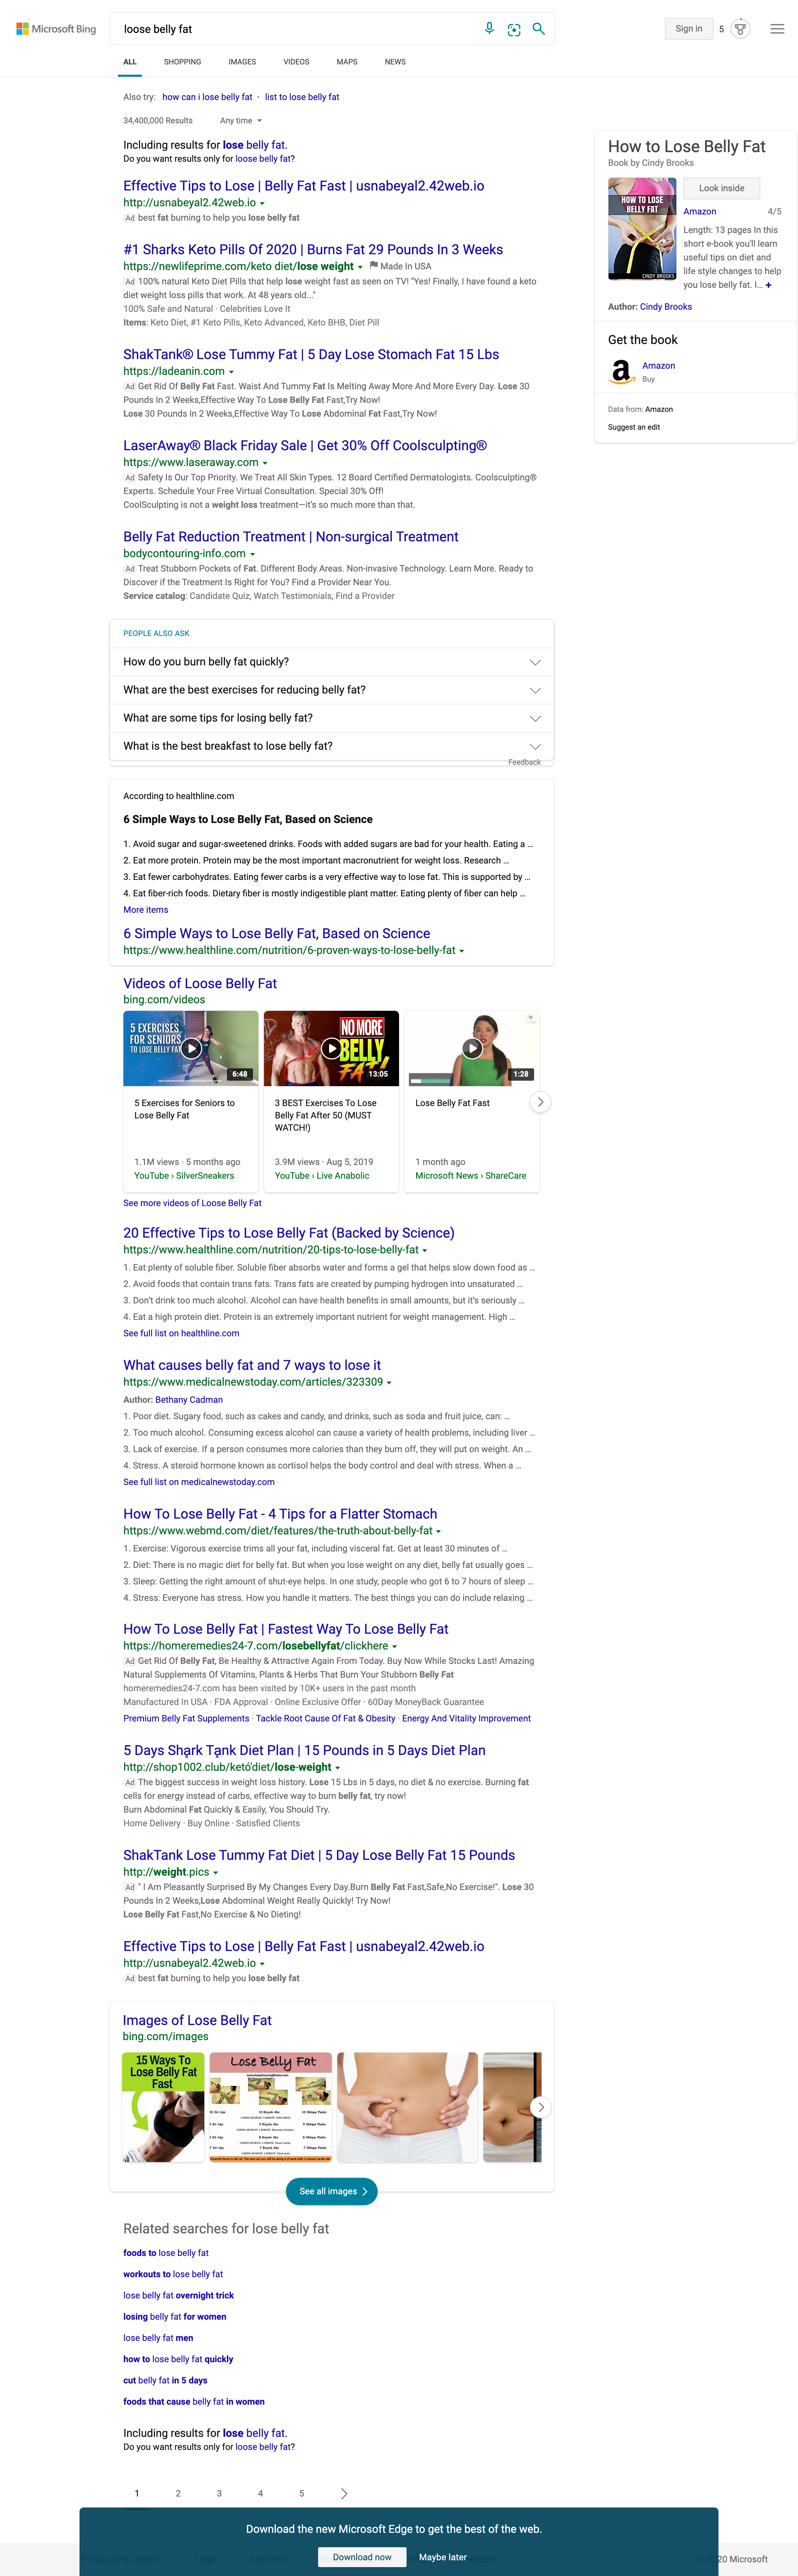 Microsoft Bing
loose belly fat
Sign in
5
ALL
SHOPPING
IMAGES
VIDEOS
MAPS
NEWS
Also try: how can i lose belly fat · list to lose belly fat
34,400,000 Results
Any time
Including results for lose belly fat.
Do you want results only for loose belly fat?
Effective Tips to Lose | Belly Fat Fast | usnabeyal2.42web.io
http://usnabeyal2.42web.io
Ad best fat burning to help you lose belly fat
#1 Sharks Keto Pills Of 2020 | Burns Fat 29 Pounds In 3 Weeks
https://newlifeprime.com/keto diet/lose weight Made In USA
Ad 100% natural Keto Diet Pills that help lose weight fast as seen on TV! "Yes! Finally, I have found a keto
diet weight loss pills that work. At 48 years old..."
100% Safe and Natural · Celebrities Love It
Items: Keto Diet, #1 Keto Pills, Keto Advanced, Keto BHB, Diet Pill
ShakTank® Lose Tummy Fat | 5 Day Lose Stomach Fat 15 Lbs
https://ladeanin.com
Ad Get Rid Of Belly Fat Fast. Waist And Tummy Fat Is Melting Away More And More Every Day. Lose 30
Pounds In 2 Weeks,Effective Way To Lose Belly Fat Fast,Try Now!
Lose 30 Pounds In 2 Weeks,Effective Way To Lose Abdominal Fat Fast,Try Now!
LaserAway® Black Friday Sale | Get 30% Off Coolsculpting®
https://www.laseraway.com
Ad Safety Is Our Top Priority. We Treat All Skin Types. 12 Board Certified Dermatologists. Coolsculpting®
Experts. Schedule Your Free Virtual Consultation. Special 30% Off!
CoolSculpting is not a weight loss treatment—it's so much more than that.
Belly Fat Reduction Treatment | Non-surgical Treatment
bodycontouring-info.com
Ad Treat Stubborn Pockets of Fat. Different Body Areas. Non-invasive Technology. Learn More. Ready to
Discover if the Treatment Is Right for You? Find a Provider Near You.
Service catalog: Candidate Quiz, Watch Testimonials, Find a Provider
PEOPLE ALSO ASK
How do you burn belly fat quickly?
What are the best exercises for reducing belly fat?
What are some tips for losing belly fat?
What is the best breakfast to lose belly fat?
Feedback
According to healthline.com
6 Simple Ways to Lose Belly Fat, Based on Science
1. Avoid sugar and sugar-sweetened drinks. Foods with added sugars are bad for your health. Eating a ...
2. Eat more protein. Protein may be the most important macronutrient for weight loss. Research ...
3. Eat fewer carbohydrates. Eating fewer carbs is a very effective way to lose fat. This is supported by ...
4. Eat fiber-rich foods. Dietary fiber is mostly indigestible plant matter. Eating plenty of fiber can help ...
More items
6 Simple Ways to Lose Belly Fat, Based on Science
https://www.healthline.com/nutrition/6-proven-ways-to-lose-belly-fat
Videos of Loose Belly Fat
bing.com/videos
5 EXERCISES
FOR SENIORS
TO LOSE BELLY FAT
6:48
NO MORE
BELLY
FAT!
13:05
1:28
5 Exercises for Seniors to
Lose Belly Fat
1.1M views · 5 months ago
YouTube › SilverSneakers
3 BEST Exercises To Lose
Belly Fat After 50 (MUST
WATCH!)
3.9M views · Aug 5, 2019
YouTube › Live Anabolic
Lose Belly Fat Fast
1 month ago
Microsoft News › ShareCare
See more videos of Loose Belly Fat
20 Effective Tips to Lose Belly Fat (Backed by Science)
https://www.healthline.com/nutrition/20-tips-to-lose-belly-fat
1. Eat plenty of soluble fiber. Soluble fiber absorbs water and forms a gel that helps slow down food as ...
2. Avoid foods that contain trans fats. Trans fats are created by pumping hydrogen into unsaturated ...
3. Don't drink too much alcohol. Alcohol can have health benefits in small amounts, but it's seriously ...
4. Eat a high protein diet. Protein is an extremely important nutrient for weight management. High ...
See full list on healthline.com
What causes belly fat and 7 ways to lose it
https://www.medicalnewstoday.com/articles/323309
Author: Bethany Cadman
1. Poor diet. Sugary food, such as cakes and candy, and drinks, such as soda and fruit juice, can: ...
2. Too much alcohol. Consuming excess alcohol can cause a variety of health problems, including liver ...
3. Lack of exercise. If a person consumes more calories than they burn off, they will put on weight. An ...
4. Stress. A steroid hormone known as cortisol helps the body control and deal with stress. When a ...
See full list on medicalnewstoday.com
How To Lose Belly Fat - 4 Tips for a Flatter Stomach
https://www.webmd.com/diet/features/the-truth-about-belly-fat
1. Exercise: Vigorous exercise trims all your fat, including visceral fat. Get at least 30 minutes of ...
2. Diet: There is no magic diet for belly fat. But when you lose weight on any diet, belly fat usually goes ...
3. Sleep: Getting the right amount of shut-eye helps. In one study, people who got 6 to 7 hours of sleep ...
4. Stress: Everyone has stress. How you handle it matters. The best things you can do include relaxing ...
How To Lose Belly Fat | Fastest Way To Lose Belly Fat
https://homeremedies24-7.com/losebellyfat/clickhere
Ad Get Rid Of Belly Fat, Be Healthy & Attractive Again From Today. Buy Now While Stocks Last! Amazing
Natural Supplements Of Vitamins, Plants & Herbs That Burn Your Stubborn Belly Fat
homeremedies24-7.com has been visited by 10K+ users in the past month
Manufactured In USA · FDA Approval · Online Exclusive Offer · 60Day MoneyBack Guarantee
Premium Belly Fat Supplements · Tackle Root Cause Of Fat & Obesity · Energy And Vitality Improvement
5 Days Shąrk Tąnk Diet Plan | 15 Pounds in 5 Days Diet Plan
http://shop1002.club/ketó'diet/lose-weight
Ad The biggest success in weight loss history. Lose 15 Lbs in 5 days, no diet & no exercise. Burning fat
cells for energy instead of carbs, effective way to burn belly fat, try now!
Burn Abdominal Fat Quickly & Easily, You Should Try.
Home Delivery · Buy Online · Satisfied Clients
ShakTank Lose Tummy Fat Diet | 5 Day Lose Belly Fat 15 Pounds
http://weight.pics
Ad " I Am Pleasantly Surprised By My Changes Every Day.Burn Belly Fat Fast,Safe,No Exercise!". Lose 30
Pounds In 2 Weeks,Lose Abdominal Weight Really Quickly! Try Now!
Lose Belly Fat Fast,No Exercise & No Dieting!
Effective Tips to Lose | Belly Fat Fast | usnabeyal2.42web.io
http://usnabeyal2.42web.io
Ad best fat burning to help you lose belly fat
Images of Lose Belly Fat
bing.com/images
15 Ways To
Lose Belly Fat
Fast
Lose Belly Fat
See all images
Related searches for lose belly fat
foods to lose belly fat
workouts to lose belly fat
lose belly fat overnight trick
losing belly fat for women
lose belly fat men
how to lose belly fat quickly
cut belly fat in 5 days
foods that cause belly fat in women
Including results for lose belly fat.
Do you want results only for loose belly fat?
1 2 3 4 5
Download the new Microsoft Edge to get the best of the web.
Download now
Maybe later
20 Microsoft
How to Lose Belly Fat
Book by Cindy Brooks
HOW TO LOSE
BELLY FAT
CINDY BROOKS
Look inside
Amazon 4/5
Length: 13 pages In this
short e-book you'll learn
useful tips on diet and
life style changes to help
you lose belly fat. I... +
Author: Cindy Brooks
Get the book
Amazon
Buy
Data from: Amazon
Suggest an edit